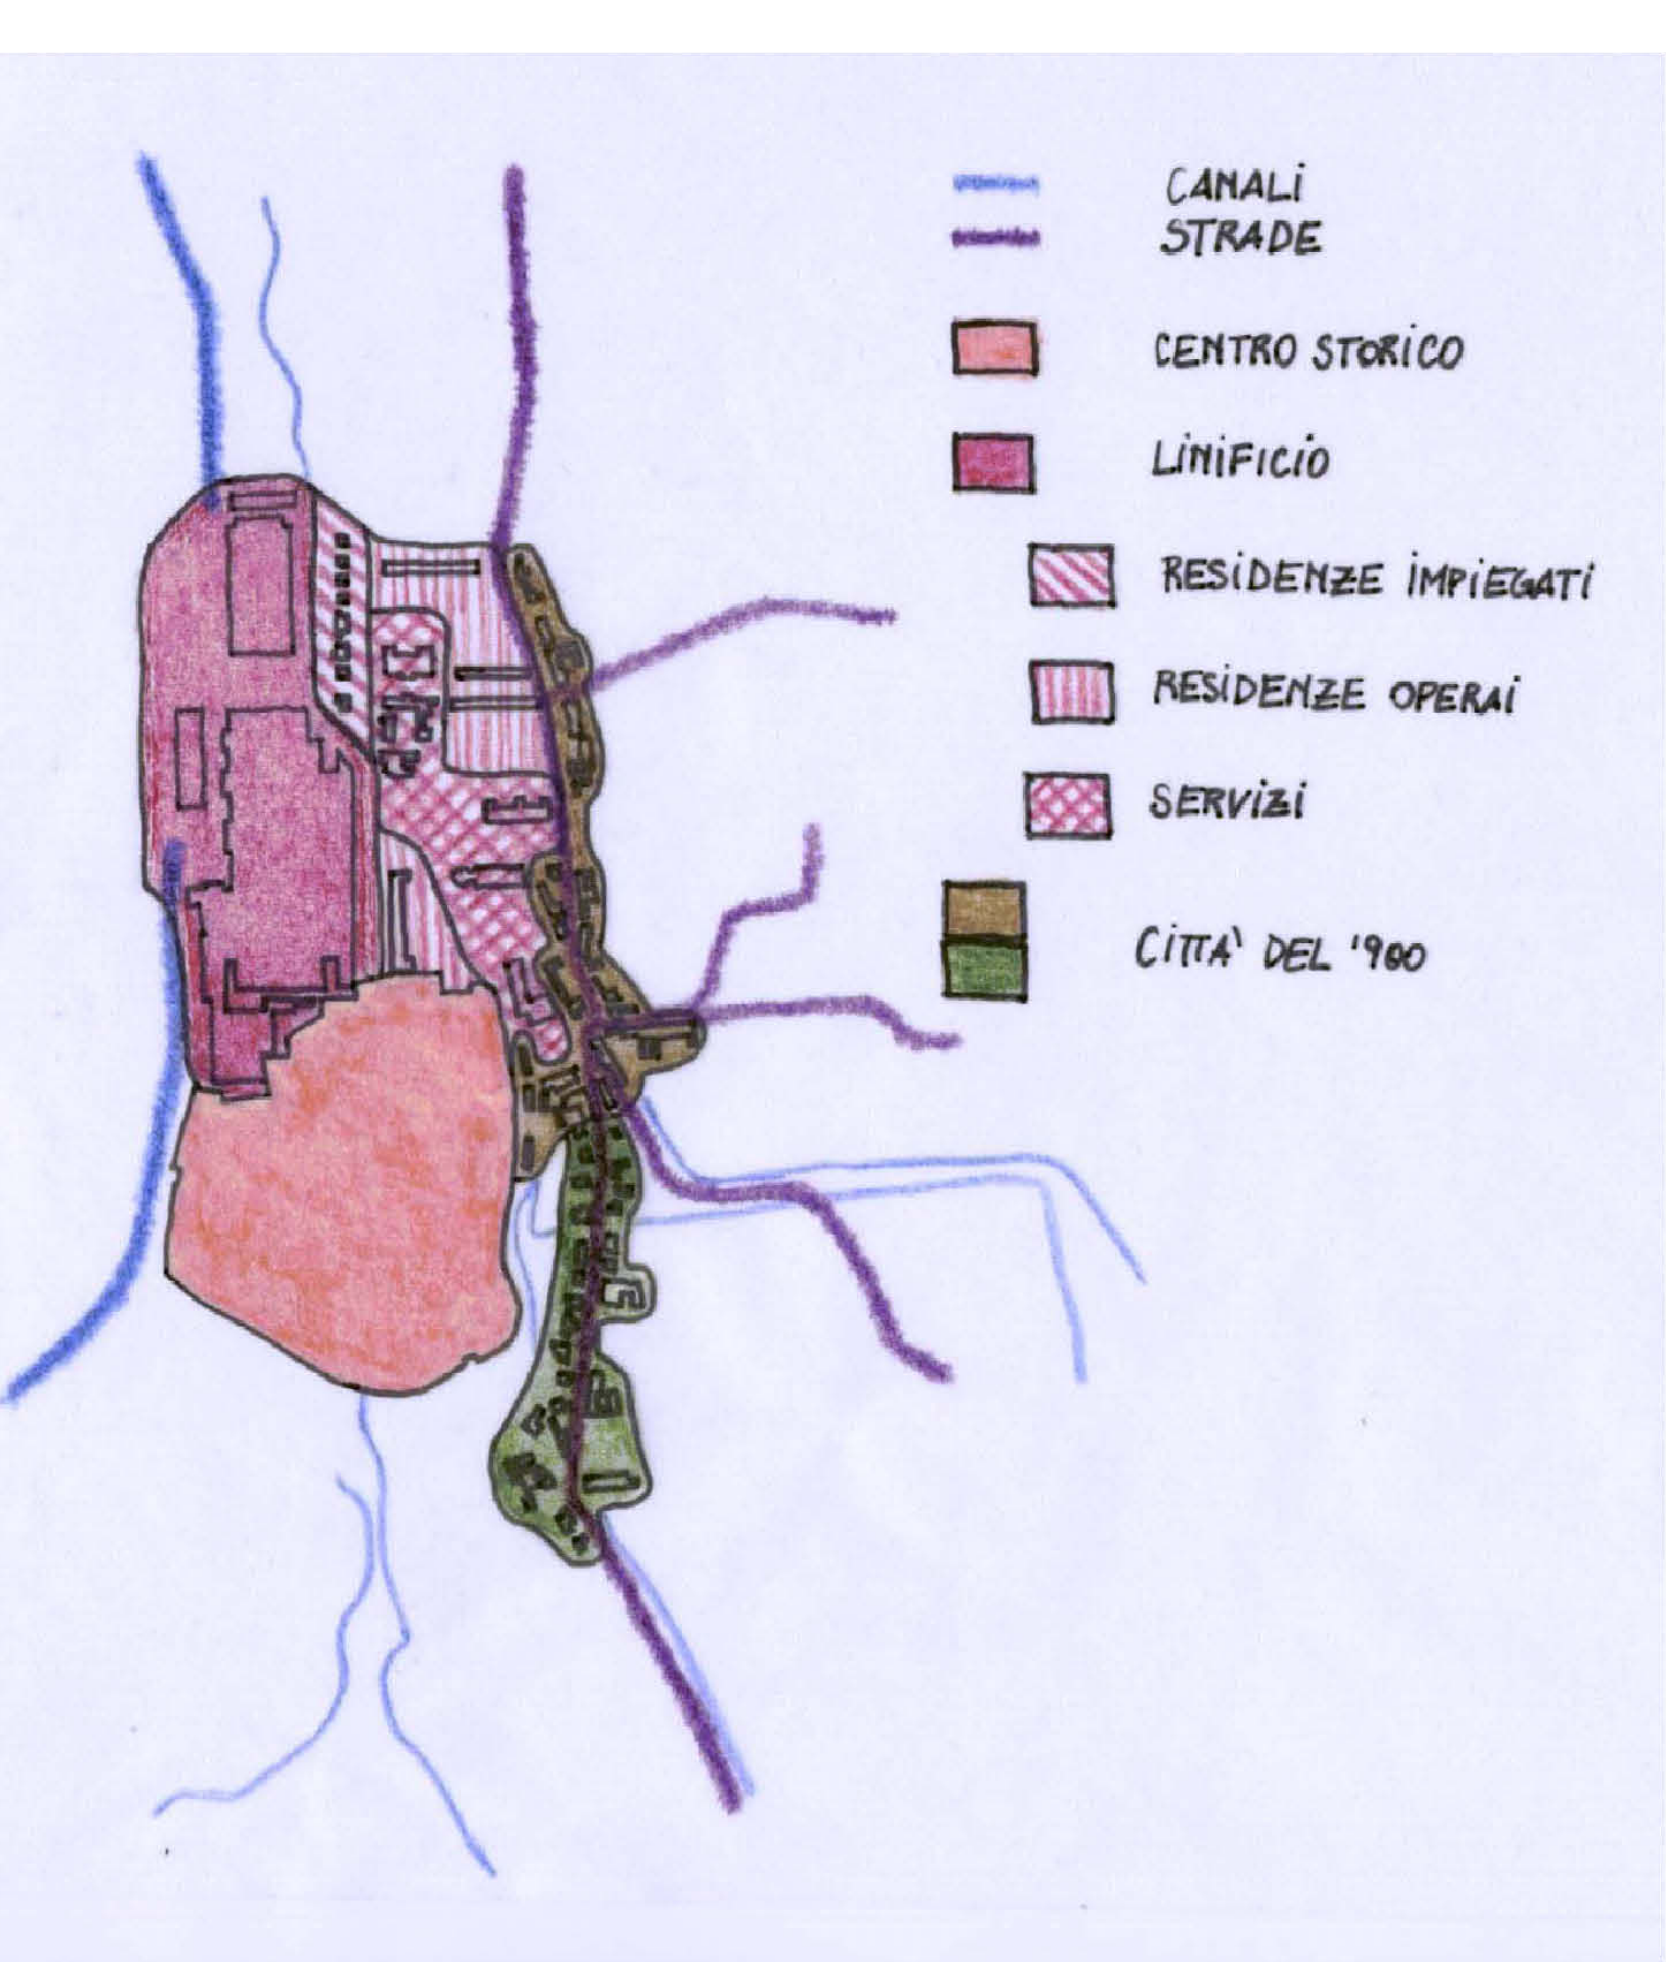 CANALi
STRADE
CENTRO STORiCO
LiNiFiCiO
RESiDENZE iMPiEGATi
RESiDENZE OPERAi
SERViZi
CiTTA' DEL '900